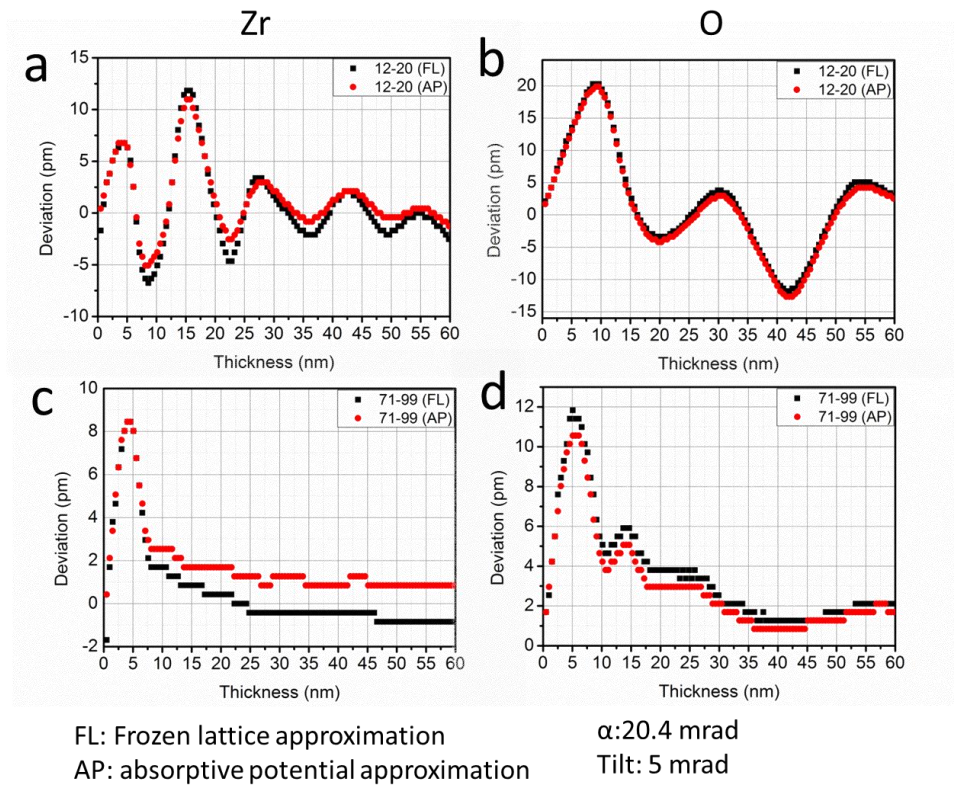 Zr
O
a
15
10
5
0
-5
-10
Deviation (pm)
12-20 (FL)
12-20 (AP)
0 5 10 15 20 25 30 35 40 45 50 55 60
Thickness (nm)
b
20
15
10
5
0
-5
-10
-15
Deviation (pm)
12-20 (FL)
12-20 (AP)
0 5 10 15 20 25 30 35 40 45 50 55 60
Thickness (nm)
c
10
8
6
4
2
0
-2
Deviation (pm)
71-99 (FL)
71-99 (AP)
0 5 10 15 20 25 30 35 40 45 50 55 60
Thickness (nm)
d
12
10
8
6
4
2
0
Deviation (pm)
71-99 (FL)
71-99 (AP)
0 5 10 15 20 25 30 35 40 45 50 55 60
Thickness (nm)
FL: Frozen lattice approximation
AP: absorptive potential approximation
α:20.4 mrad
Tilt: 5 mrad